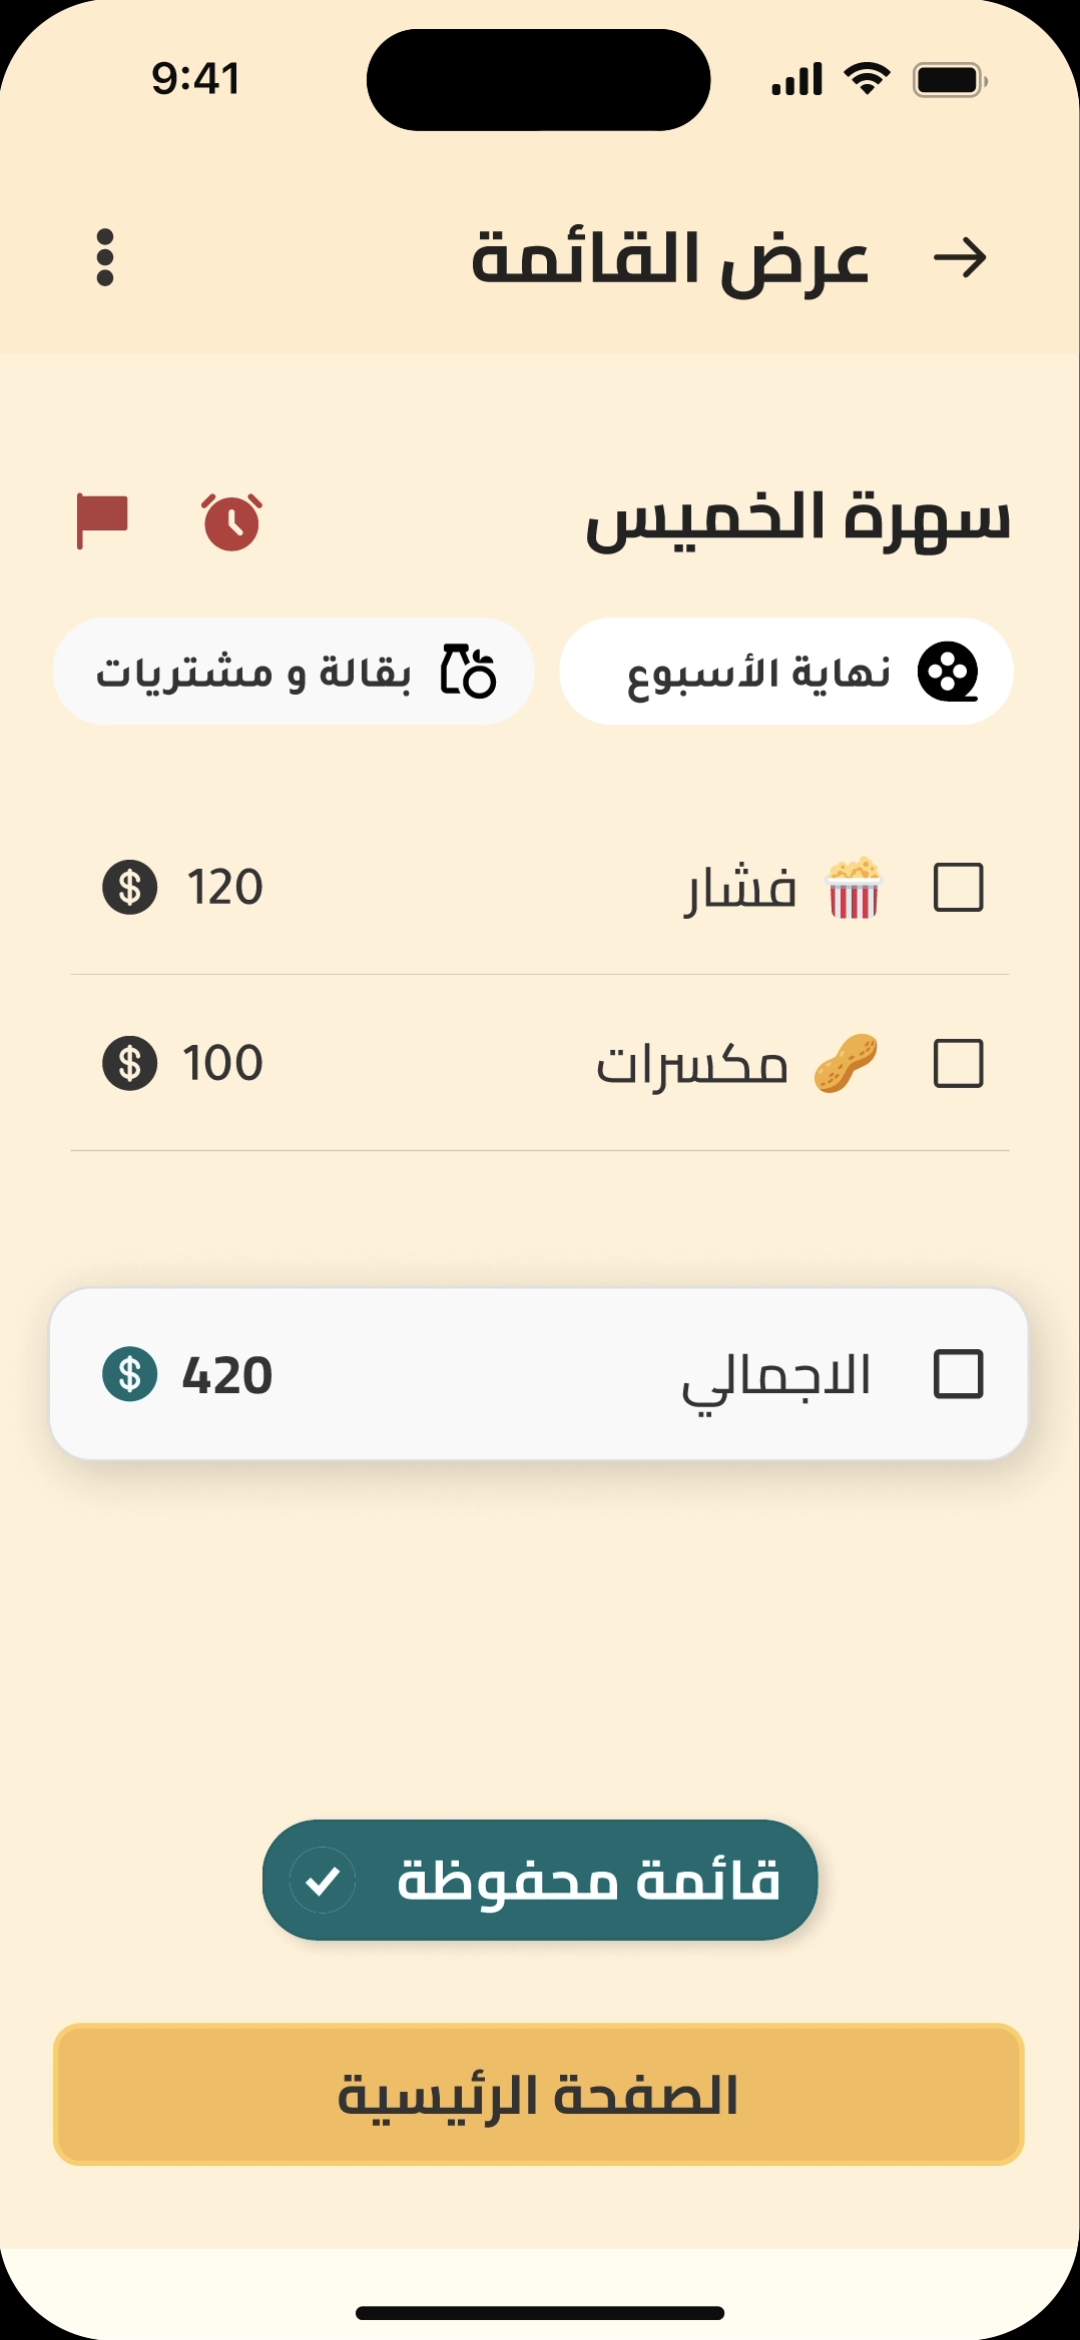 9:41
عرض القائمة
سهرة الخميس
نهاية الأسبوع
بقالة و مشتريات
فشار 120 $
مكسرات 100 $
الاجمالي 420 $
قائمة محفوظة
الصفحة الرئيسية